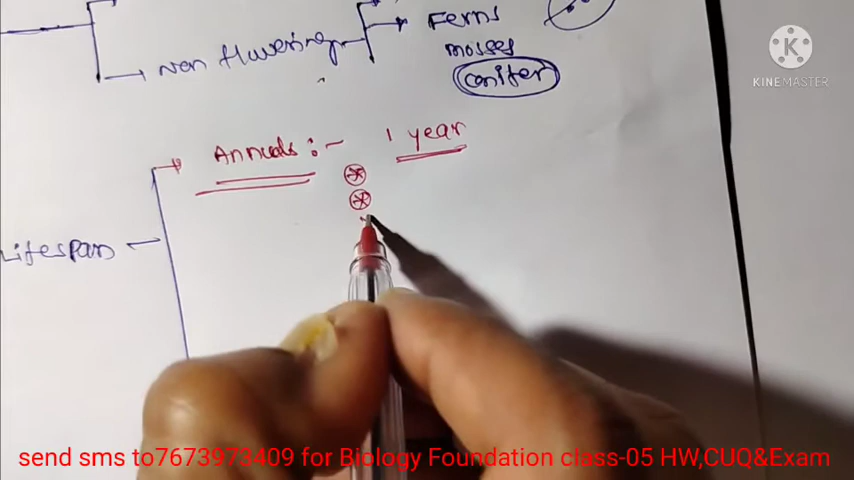 Ferns
Non flowering
mosses
conifer
KINEMASTER
Annuals :- 1 year
Lifespan
send sms to7673973409 for Biology Foundation class-05 HW,CUQ&Exam